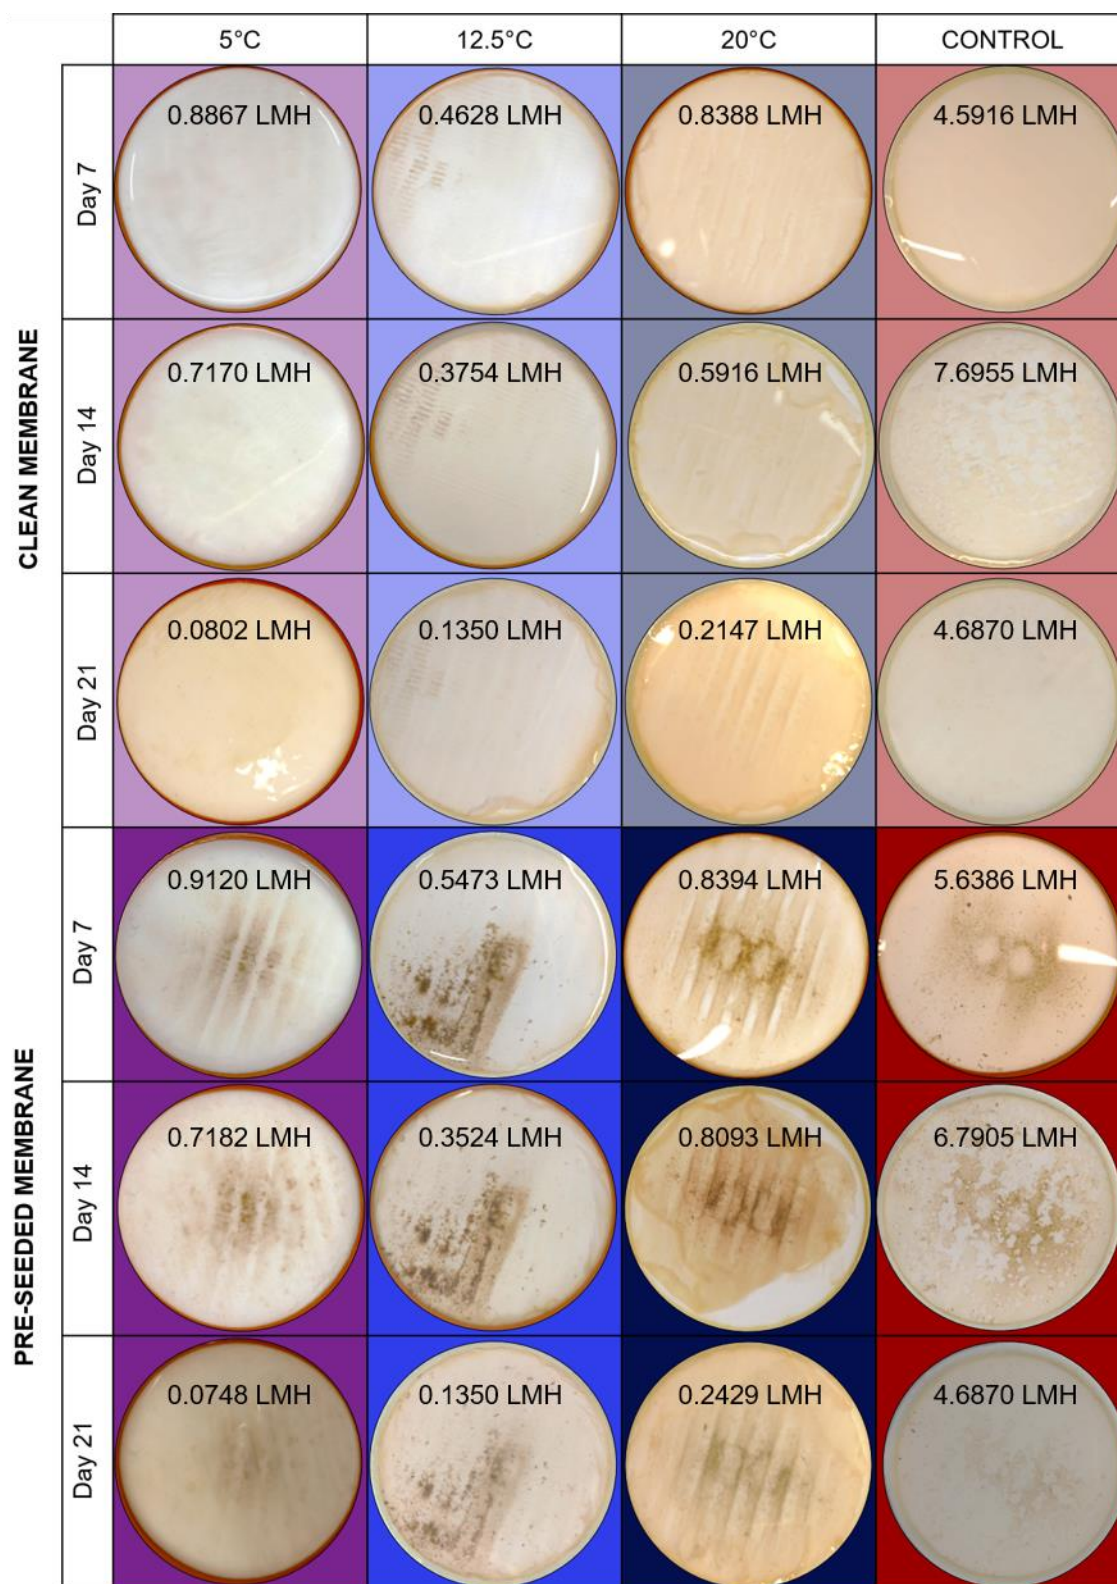 5°C 12.5°C 20°C CONTROL
CLEAN MEMBRANE
Day 7
0.8867 LMH 0.4628 LMH 0.8388 LMH 4.5916 LMH
Day 14
0.7170 LMH 0.3754 LMH 0.5916 LMH 7.6955 LMH
Day 21
0.0802 LMH 0.1350 LMH 0.2147 LMH 4.6870 LMH
PRE-SEEDED MEMBRANE
Day 7
0.9120 LMH 0.5473 LMH 0.8394 LMH 5.6386 LMH
Day 14
0.7182 LMH 0.3524 LMH 0.8093 LMH 6.7905 LMH
Day 21
0.0748 LMH 0.1350 LMH 0.2429 LMH 4.6870 LMH